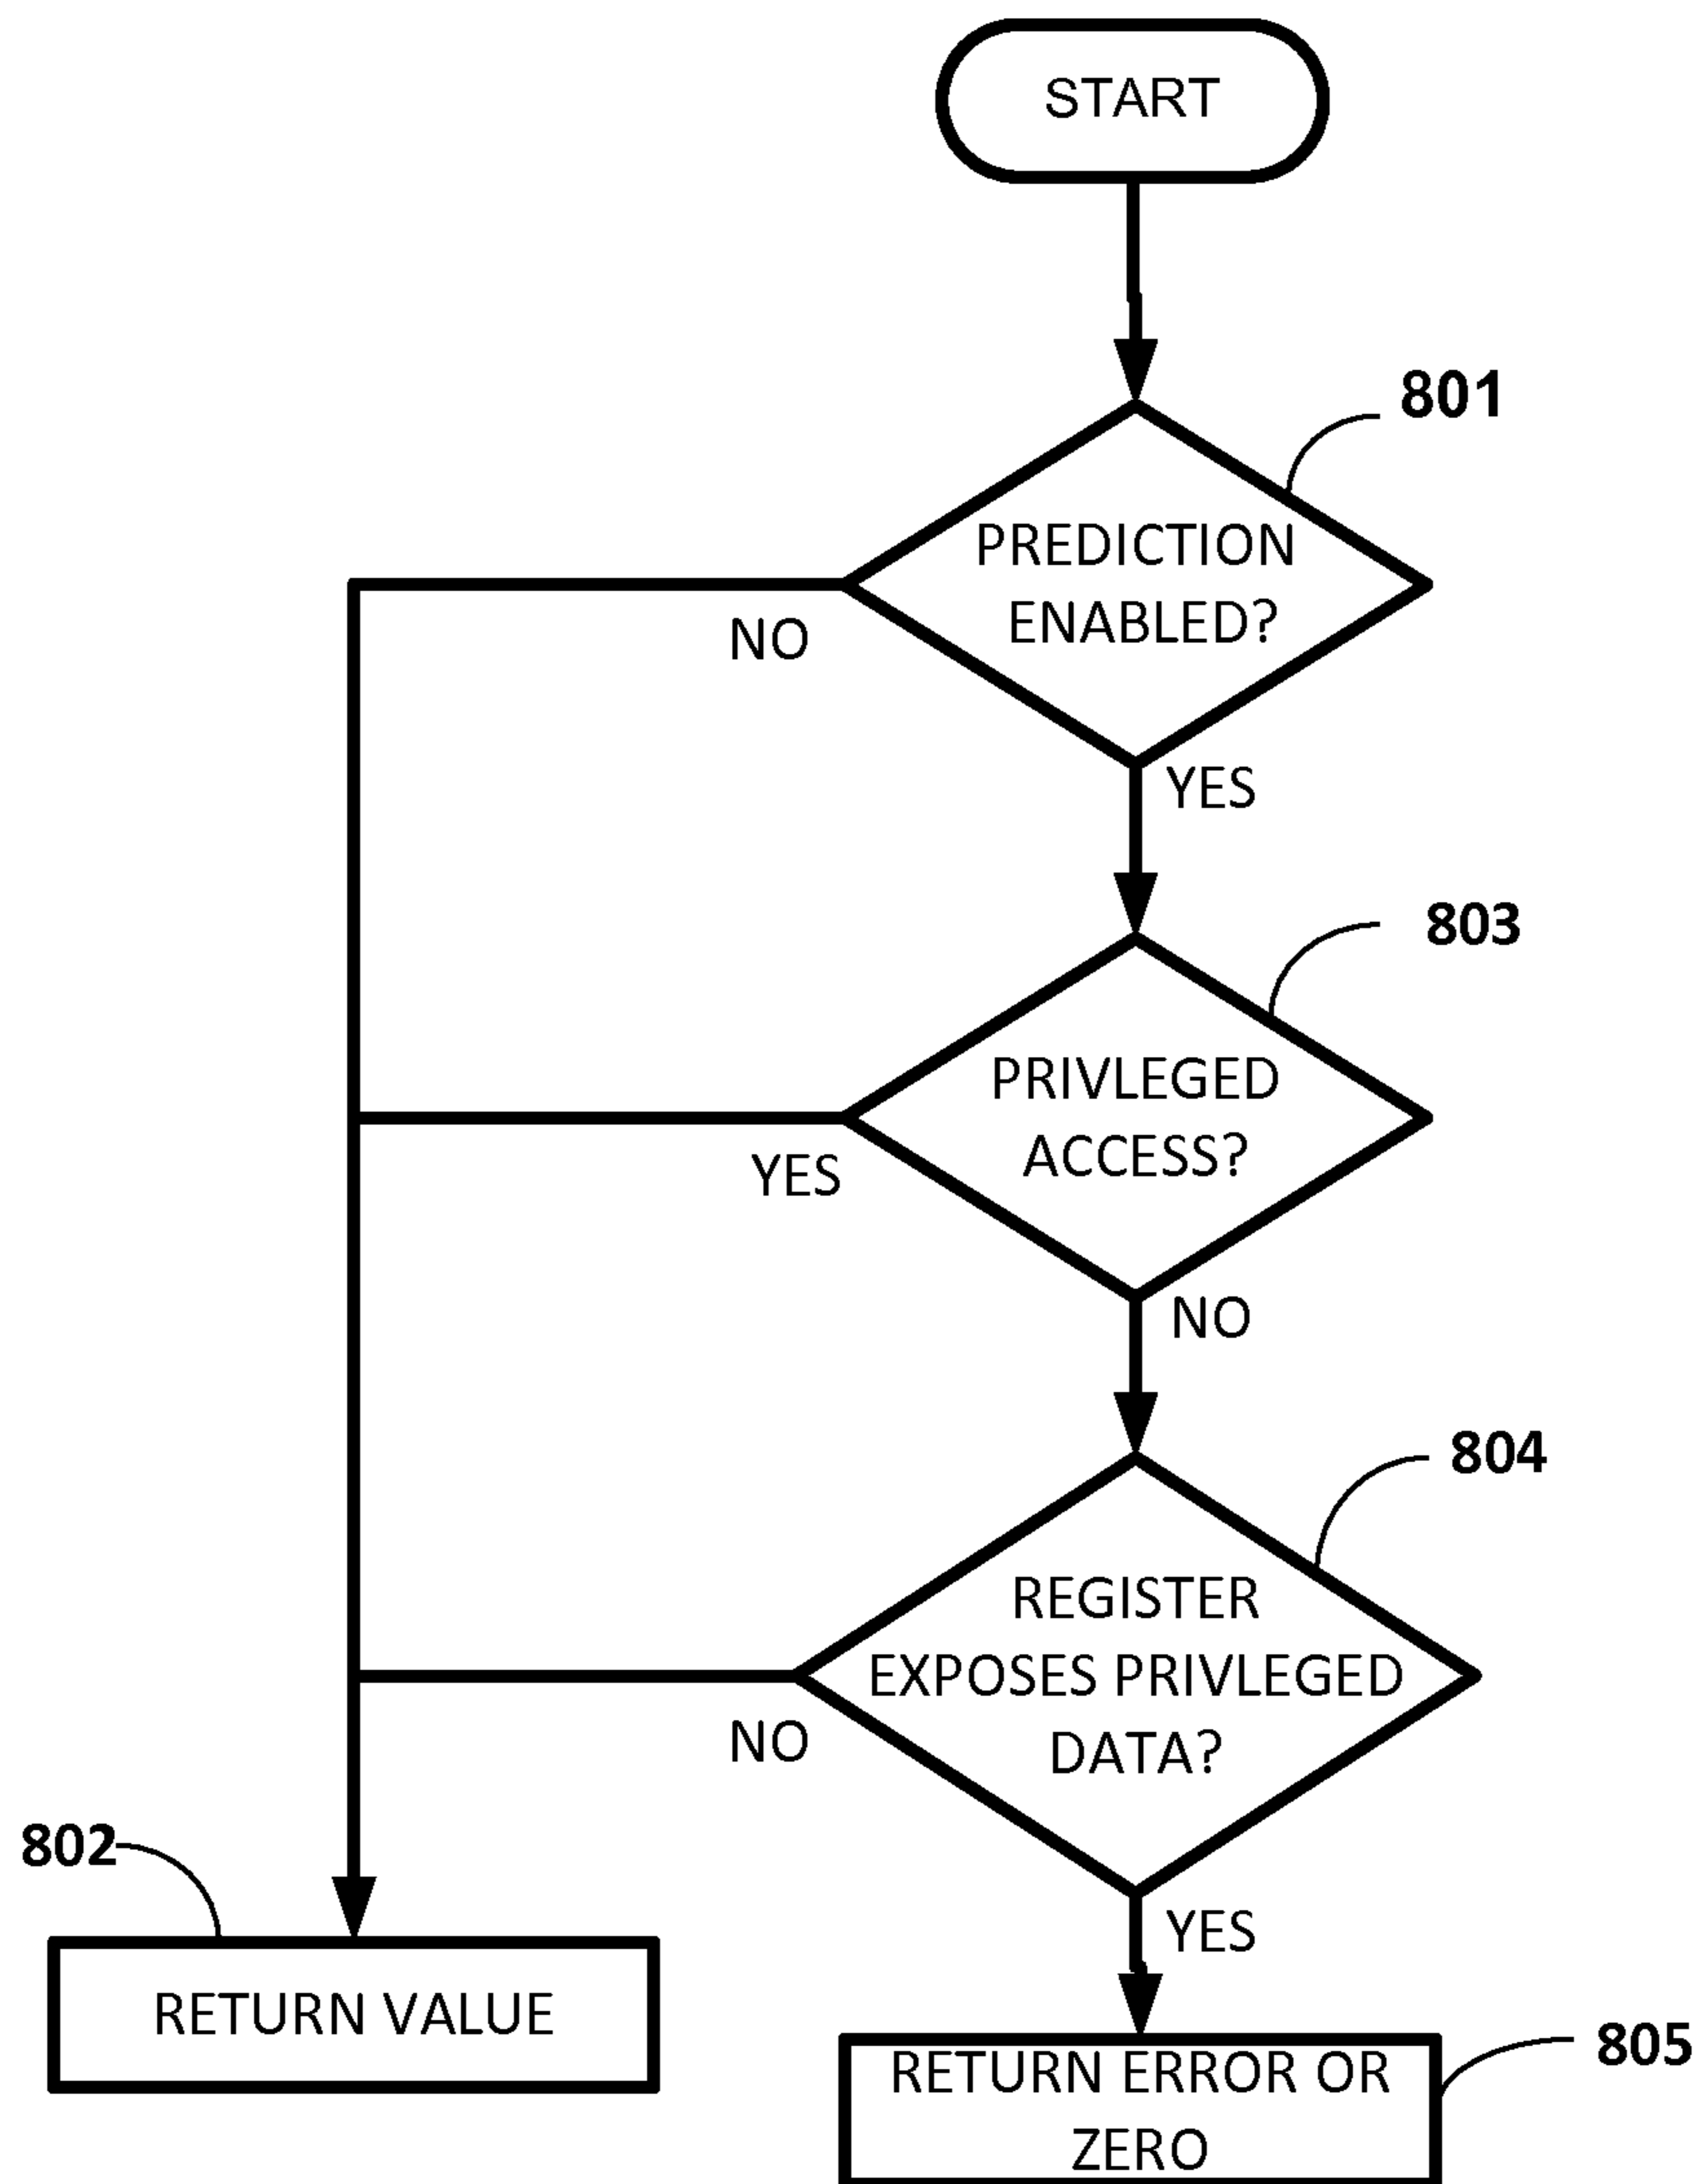 START
801
PREDICTION
ENABLED?
NO
YES
803
PRIVLEGED
ACCESS?
YES
NO
804
REGISTER
EXPOSES PRIVLEGED
DATA?
NO
802
YES
RETURN VALUE
805
RETURN ERROR OR
ZERO